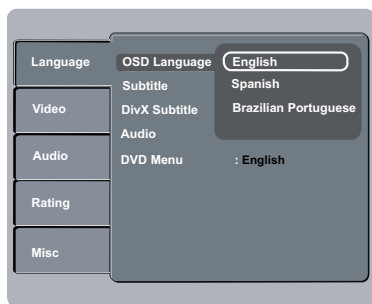 Language
Video
Audio
Rating
Misc
OSD Language
Subtitle
DivX Subtitle
Audio
DVD Menu : English
English
Spanish
Brazilian Portuguese